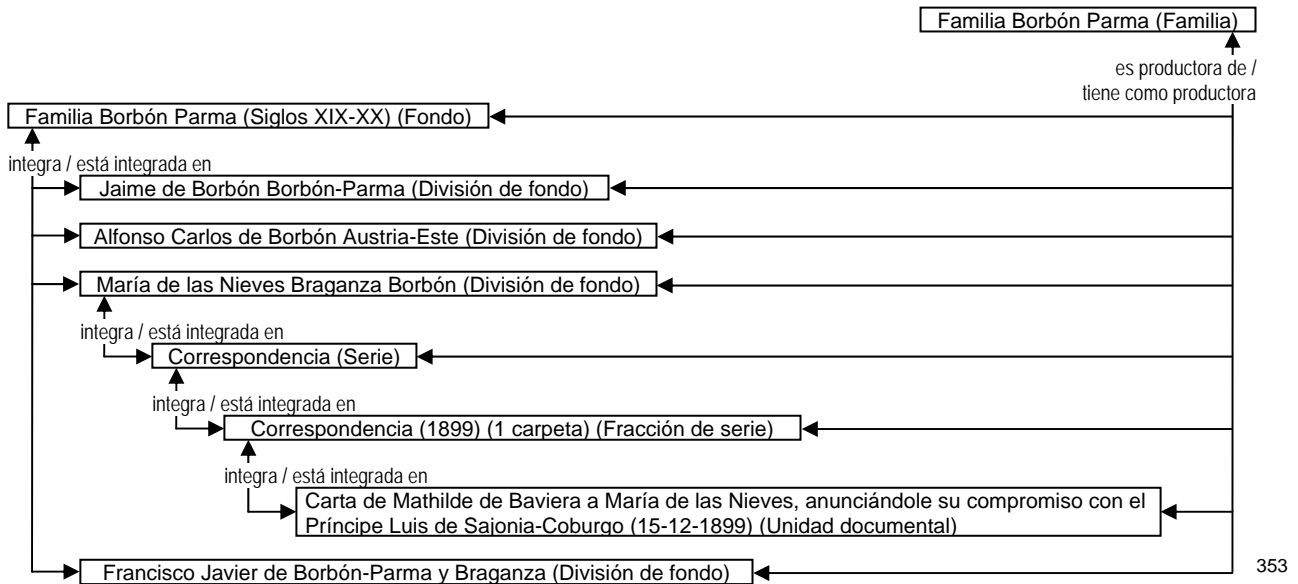 Familia Borbón Parma (Familia)
es productora de /
tiene como productora
Familia Borbón Parma (Siglos XIX-XX) (Fondo)
integra / está integrada en
Jaime de Borbón Borbón-Parma (División de fondo)
Alfonso Carlos de Borbón Austria-Este (División de fondo)
María de las Nieves Braganza Borbón (División de fondo)
integra / está integrada en
Correspondencia (Serie)
integra / está integrada en
Correspondencia (1899) (1 carpeta) (Fracción de serie)
integra / está integrada en
Carta de Mathilde de Baviera a María de las Nieves, anunciándole su compromiso con el
Príncipe Luis de Sajonia-Coburgo (15-12-1899) (Unidad documental)
Francisco Javier de Borbón-Parma y Braganza (División de fondo)
353